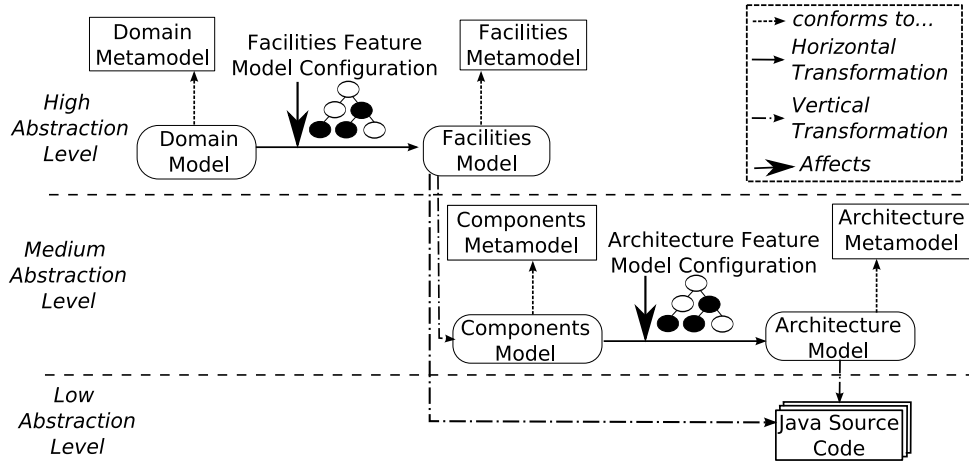 Domain
Metamodel
Facilities Feature
Model Configuration
Facilities
Metamodel
conforms to...
Horizontal
Transformation
Vertical
Transformation
Affects
High
Abstraction
Level
Domain
Model
Facilities
Model
Medium
Abstraction
Level
Components
Metamodel
Architecture Feature
Model Configuration
Architecture
Metamodel
Components
Model
Architecture
Model
Low
Abstraction
Level
Java Source
Code